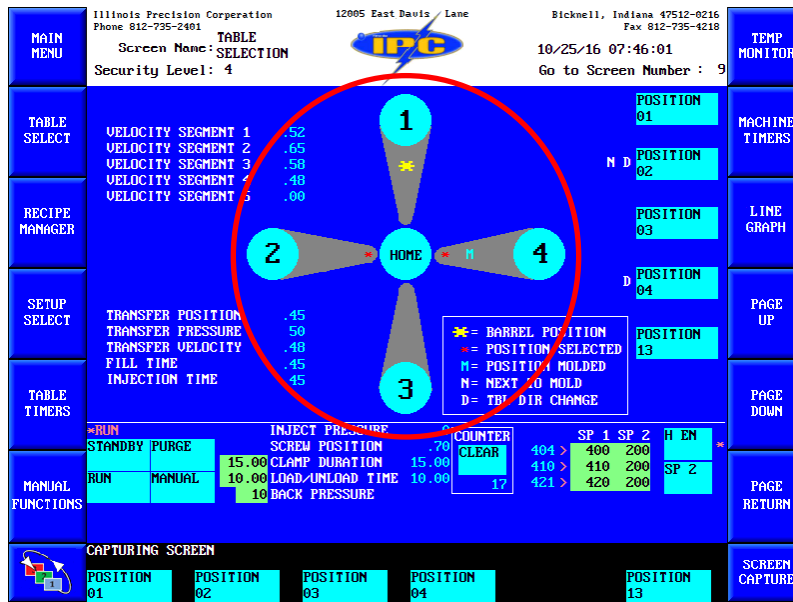 Illinois Precision Corperation 12005 East Davis Lane Bicknell, Indiana 47512-0216
Phone 812-735-2401 Fax 812-735-4218
Screen Name: TABLE SELECTION
IPC
10/25/16 07:46:01
Security Level: 4 Go to Screen Number : 9
MAIN MENU
TABLE SELECT
RECIPE MANAGER
SETUP SELECT
TABLE TIMERS
MANUAL FUNCTIONS
1
TEMP MONITOR
MACHINE TIMERS
LINE GRAPH
PAGE UP
PAGE DOWN
PAGE RETURN
SCREEN CAPTURE
VELOCITY SEGMENT 1 .52
VELOCITY SEGMENT 2 .65
VELOCITY SEGMENT 3 .58
VELOCITY SEGMENT 4 .48
VELOCITY SEGMENT 5 .00
1
2 * HOME * M 4
3
POSITION 01
N D POSITION 02
POSITION 03
D POSITION 04
POSITION 13
TRANSFER POSITION .45
TRANSFER PRESSURE 50
TRANSFER VELOCITY .48
FILL TIME .45
INJECTION TIME .45
= BARREL POSITION
*= POSITION SELECTED
M= POSITION MOLDED
N= NEXT TO MOLD
D= TBL DIR CHANGE
*RUN
STANDBY PURGE
RUN MANUAL
INJECT PRESSURE 0
SCREW POSITION .70
15.00 CLAMP DURATION 15.00
10.00 LOAD/UNLOAD TIME 10.00
10 BACK PRESSURE
COUNTER
CLEAR
17
SP 1 SP 2
404 > 400 200
410 > 410 200
421 > 420 200
H EN *
SP 2
CAPTURING SCREEN
POSITION 01
POSITION 02
POSITION 03
POSITION 04
POSITION 13